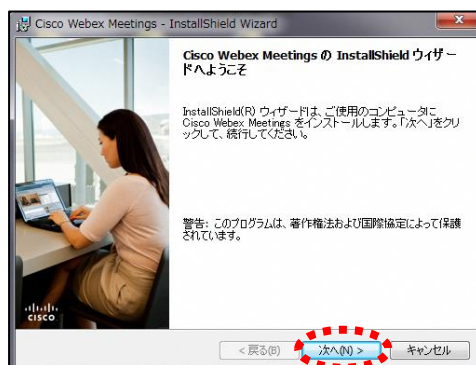 Cisco Webex Meetings - InstallShield Wizard
Cisco Webex Meetings の InstallShield ウィザー
ドへようこそ
InstallShield(R) ウィザードは、ご使用のコンピュータに
Cisco Webex Meetings をインストールします。「次へ」をクリ
ックして、続行してください。
警告: このプログラムは、著作権法および国際協定によって保護
されています。
CISCO
< 戻る(B)
次へ(N) >
キャンセル